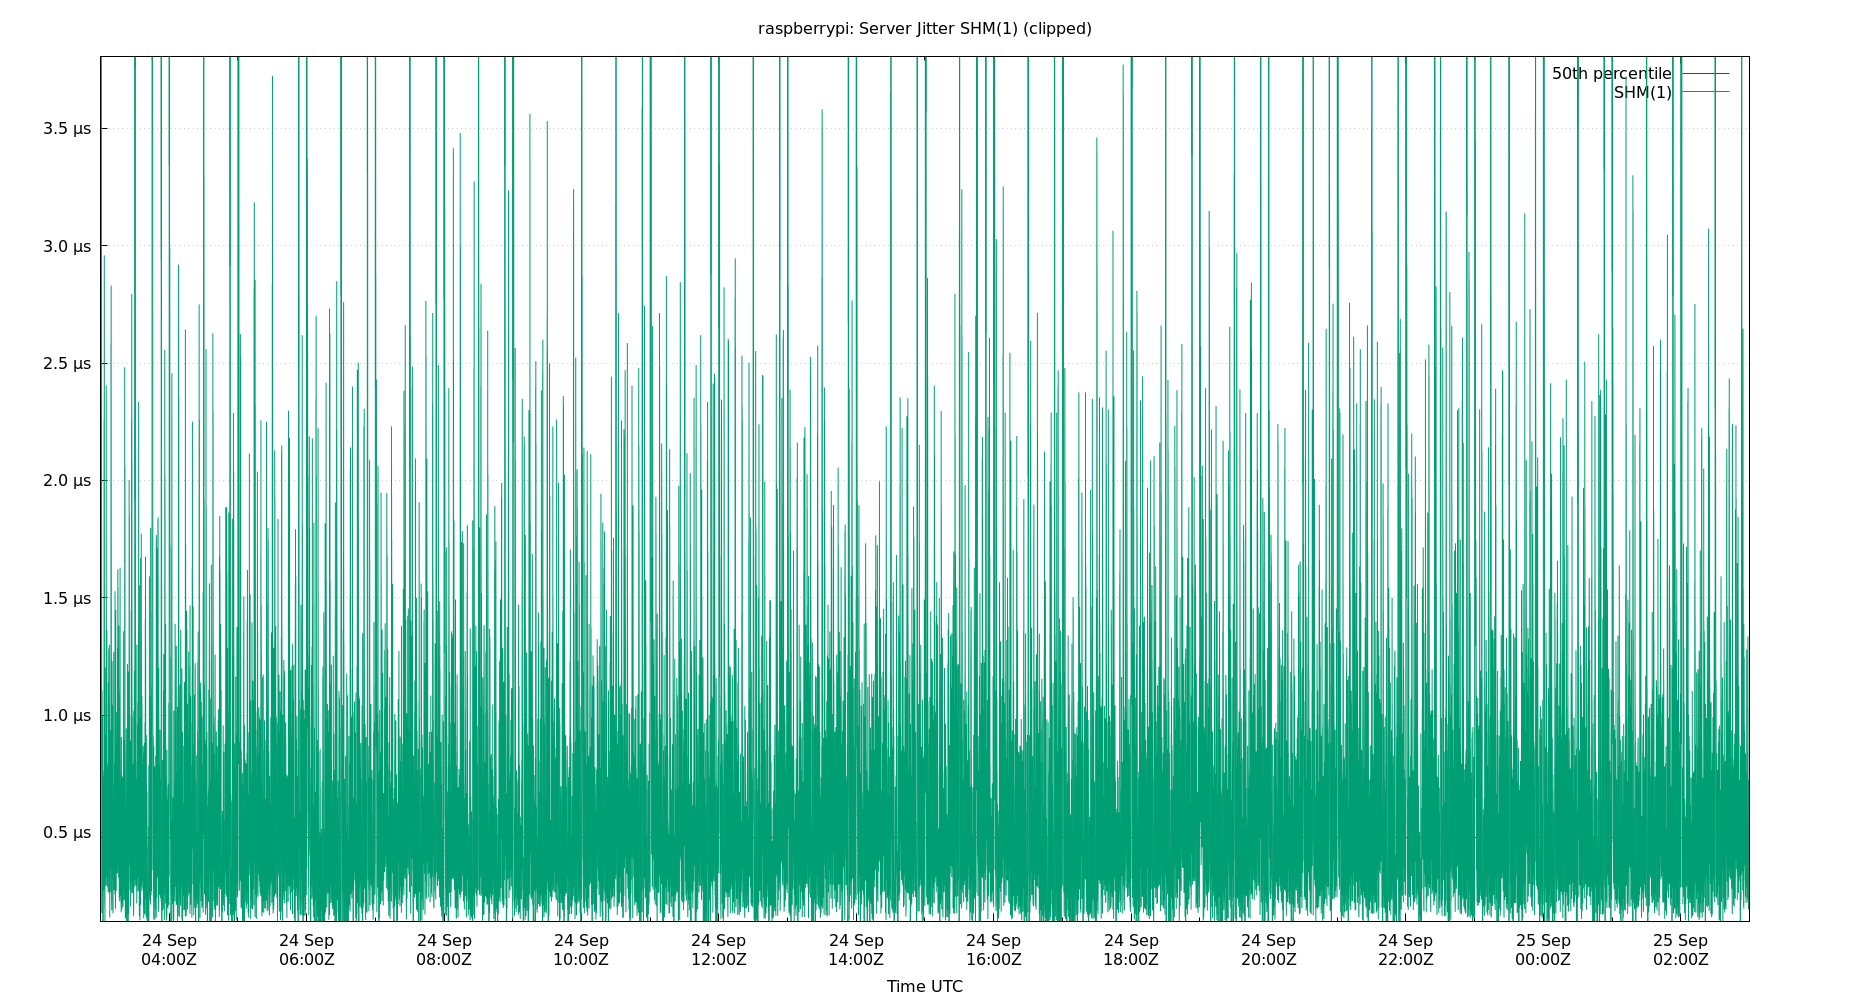 raspberrypi: Server Jitter SHM(1) (clipped)
50th percentile
SHM(1)
3.5 µs
3.0 µs
2.5 µs
2.0 µs
1.5 µs
1.0 µs
0.5 µs
24 Sep 24 Sep 24 Sep 24 Sep 24 Sep 24 Sep 24 Sep 24 Sep 24 Sep 24 Sep 25 Sep 25 Sep
04:00Z 06:00Z 08:00Z 10:00Z 12:00Z 14:00Z 16:00Z 18:00Z 20:00Z 22:00Z 00:00Z 02:00Z
Time UTC